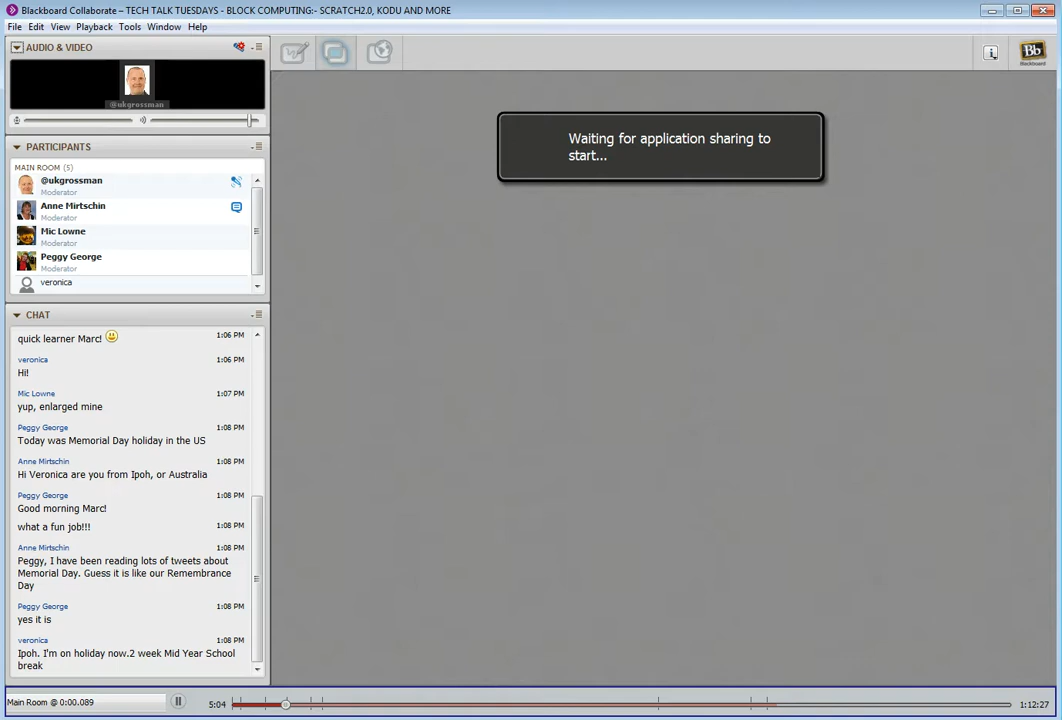 Blackboard Collaborate – TECH TALK TUESDAYS - BLOCK COMPUTING:- SCRATCH2.0, KODU AND MORE
File Edit View Playback Tools Window Help
AUDIO & VIDEO
@ukgrossman
PARTICIPANTS
MAIN ROOM (5)
@ukgrossman
Moderator
Anne Mirtschin
Moderator
Mic Lowne
Moderator
Peggy George
Moderator
veronica
CHAT
quick learner Marc! 1:06 PM
veronica 1:06 PM
Hi!
Mic Lowne 1:07 PM
yup, enlarged mine
Peggy George 1:08 PM
Today was Memorial Day holiday in the US
Anne Mirtschin 1:08 PM
Hi Veronica are you from Ipoh, or Australia
Peggy George 1:08 PM
Good morning Marc!
what a fun job!!! 1:08 PM
Anne Mirtschin 1:08 PM
Peggy, I have been reading lots of tweets about
Memorial Day. Guess it is like our Remembrance
Day
Peggy George 1:08 PM
yes it is
veronica 1:08 PM
Ipoh. I'm on holiday now.2 week Mid Year School
break
Waiting for application sharing to
start...
Bb
Blackboard
Main Room @ 0:00.089
5:04
1:12:27